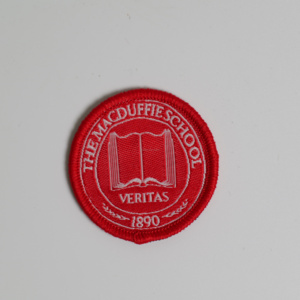 THE MACDUFFIE SCHOOL
VERITAS
1890